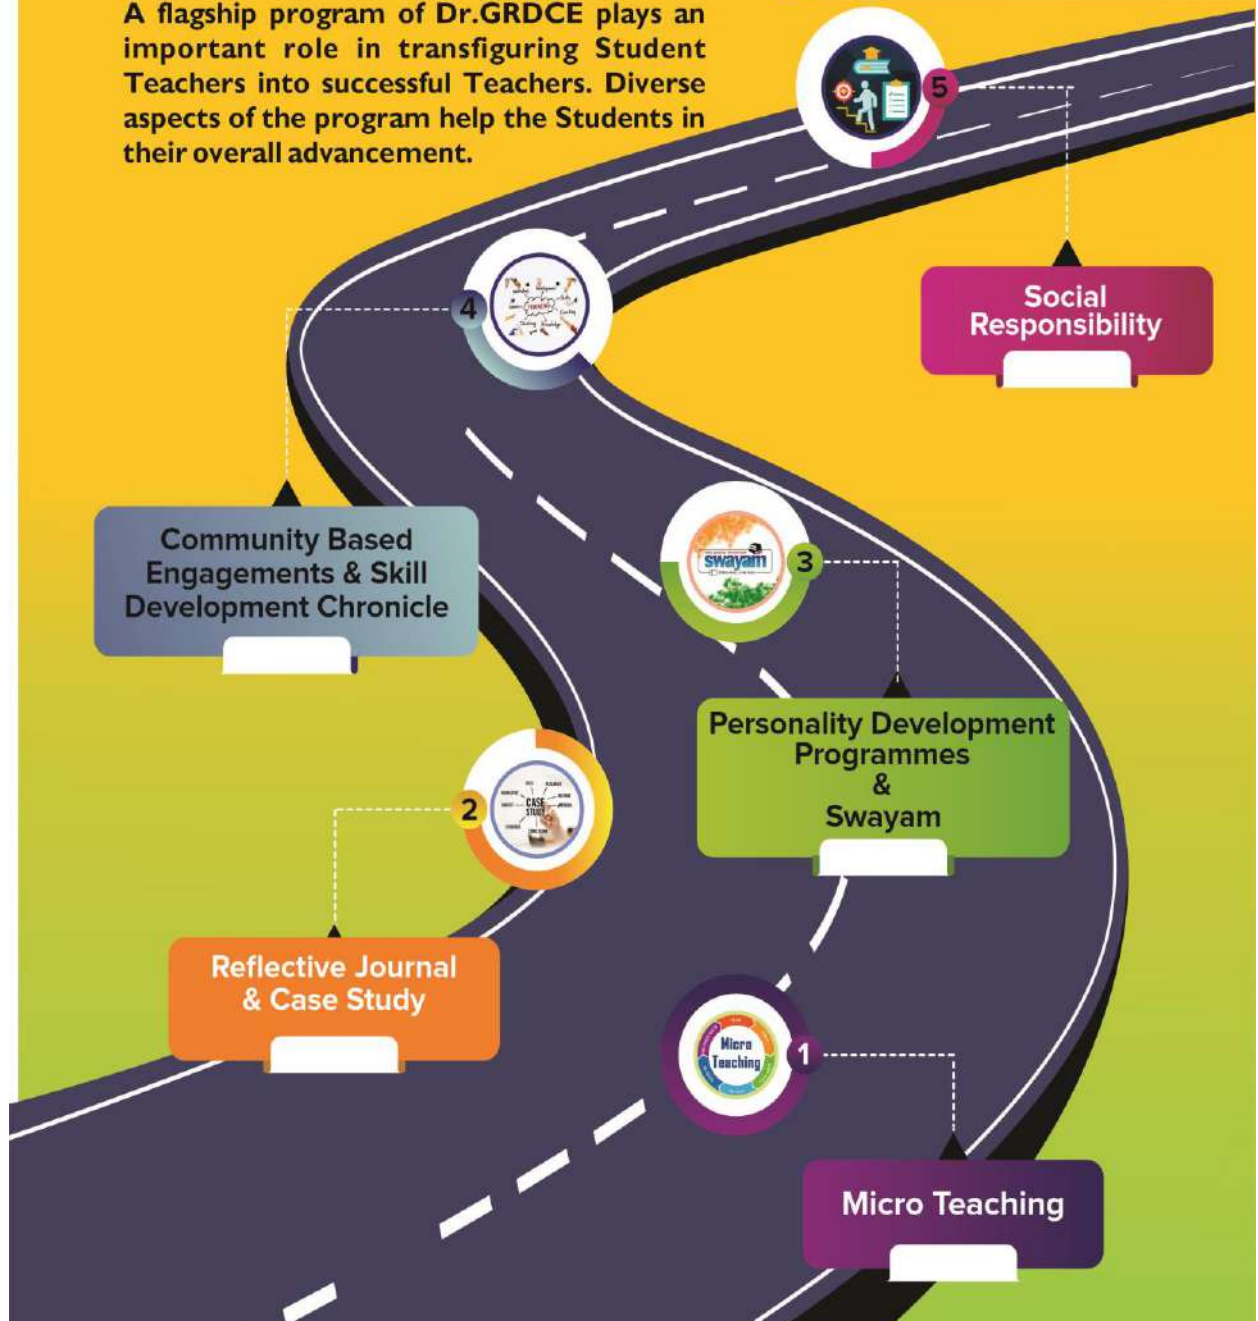 A flagship program of Dr.GRDCE plays an
important role in transfiguring Student
Teachers into successful Teachers. Diverse
aspects of the program help the Students in
their overall advancement.
5
Social
Responsibility
4
Community Based
Engagements & Skill
Development Chronicle
swayam
3
Personality Development
Programmes
&
Swayam
CASE
STUDY
2
Reflective Journal
& Case Study
Micro
Teaching
1
Micro Teaching